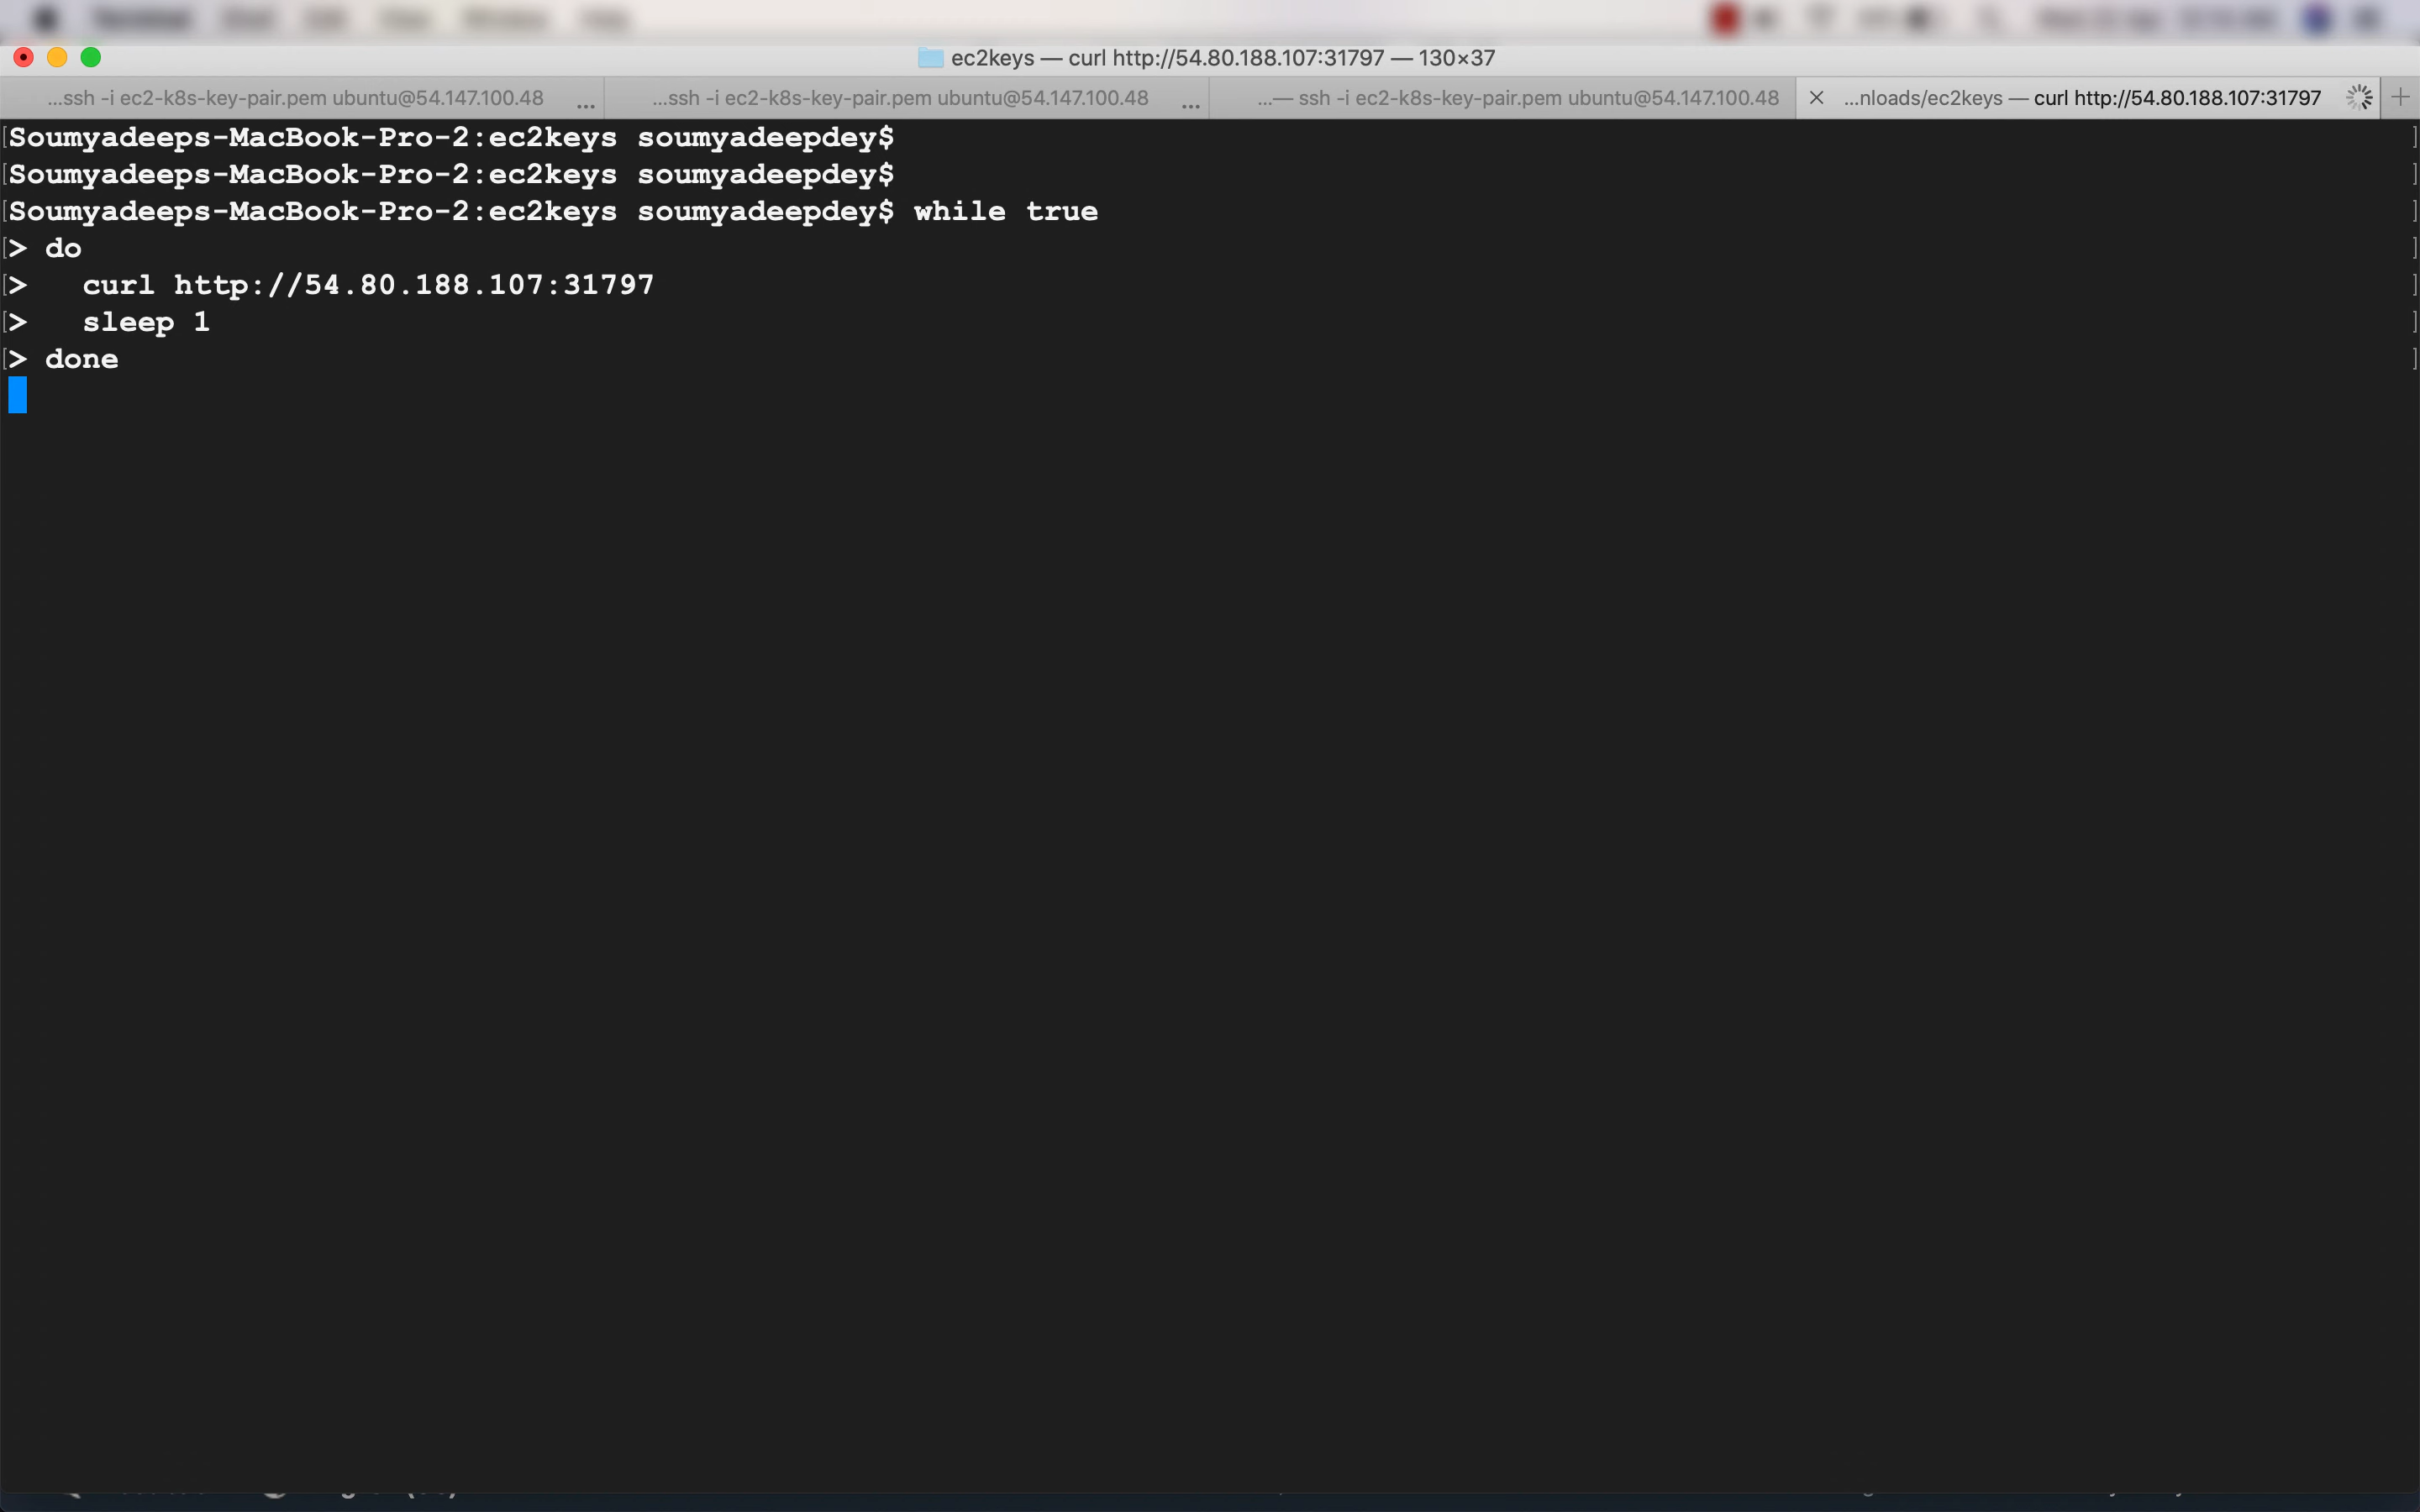 ec2keys — curl http://54.80.188.107:31797 — 130×37
...ssh -i ec2-k8s-key-pair.pem ubuntu@54.147.100.48 ...
...ssh -i ec2-k8s-key-pair.pem ubuntu@54.147.100.48 ...
...— ssh -i ec2-k8s-key-pair.pem ubuntu@54.147.100.48
...nloads/ec2keys — curl http://54.80.188.107:31797
[Soumyadeeps-MacBook-Pro-2:ec2keys soumyadeepdey$ ]
[Soumyadeeps-MacBook-Pro-2:ec2keys soumyadeepdey$ ]
[Soumyadeeps-MacBook-Pro-2:ec2keys soumyadeepdey$ while true ]
[> do ]
[>   curl http://54.80.188.107:31797 ]
[>   sleep 1 ]
[> done ]